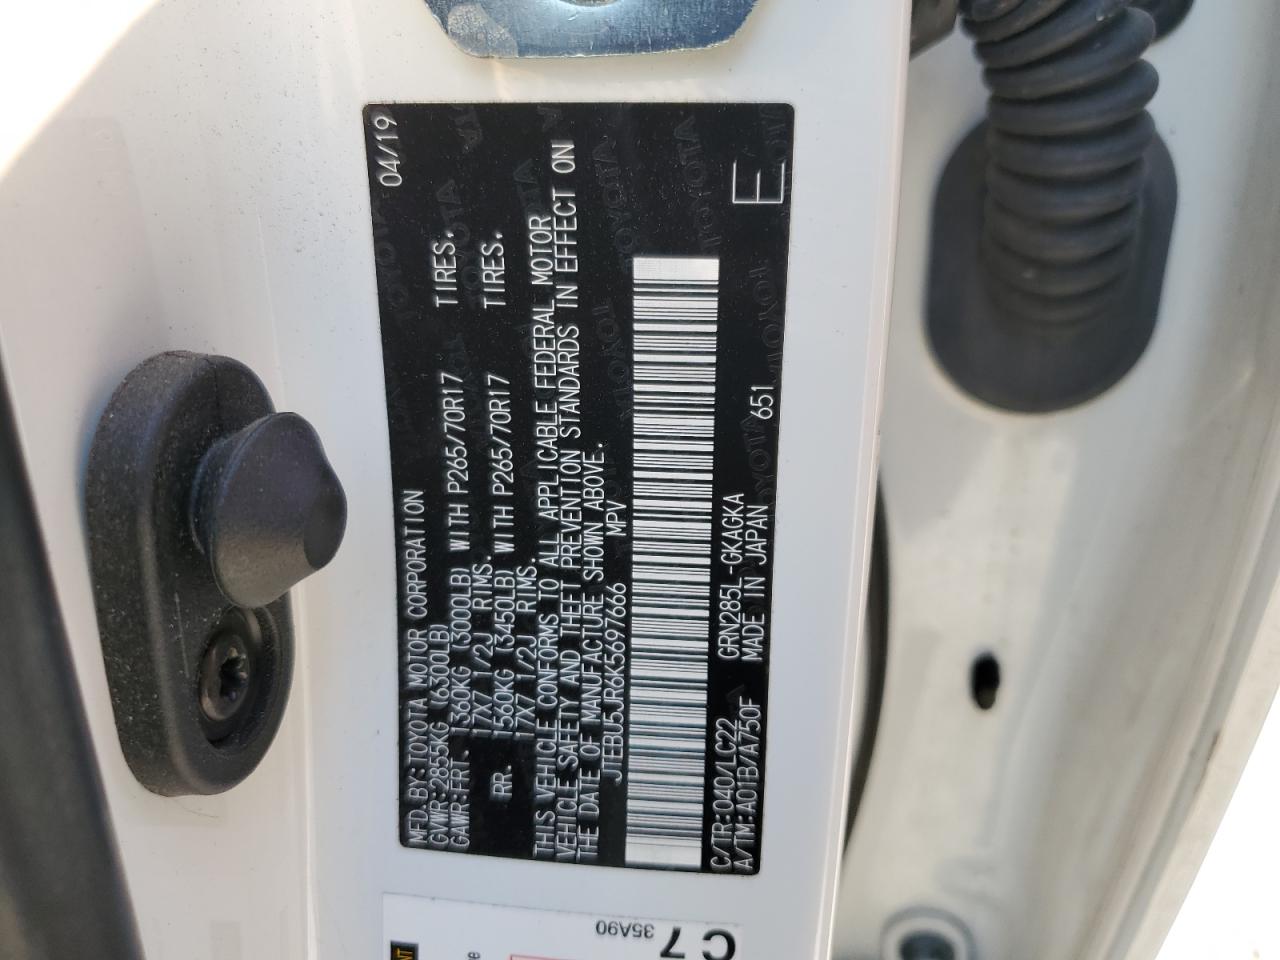 MFD.BY:TOYOTA MOTOR CORPORATION 04/19
GVWR:2855KG (6300LB)
GAWR:FRT. 1360KG (3000LB) WITH P265/70R17 TIRES.
17X7 1/2J RIMS.
RR. 1560KG (3450LB) WITH P265/70R17 TIRES.
17X7 1/2J RIMS.
THIS VEHICLE CONFORMS TO ALL APPLICABLE FEDERAL MOTOR
VEHICLE SAFETY AND THEFT PREVENTION STANDARDS IN EFFECT ON
THE DATE OF MANUFACTURE SHOWN ABOVE.
JTEBU5JR6K5697666 MPV
C/TR:040/LC22 GRN285L-GKAGKA E
A/TM:A01B/A750F MADE IN JAPAN 651
C7
35A90